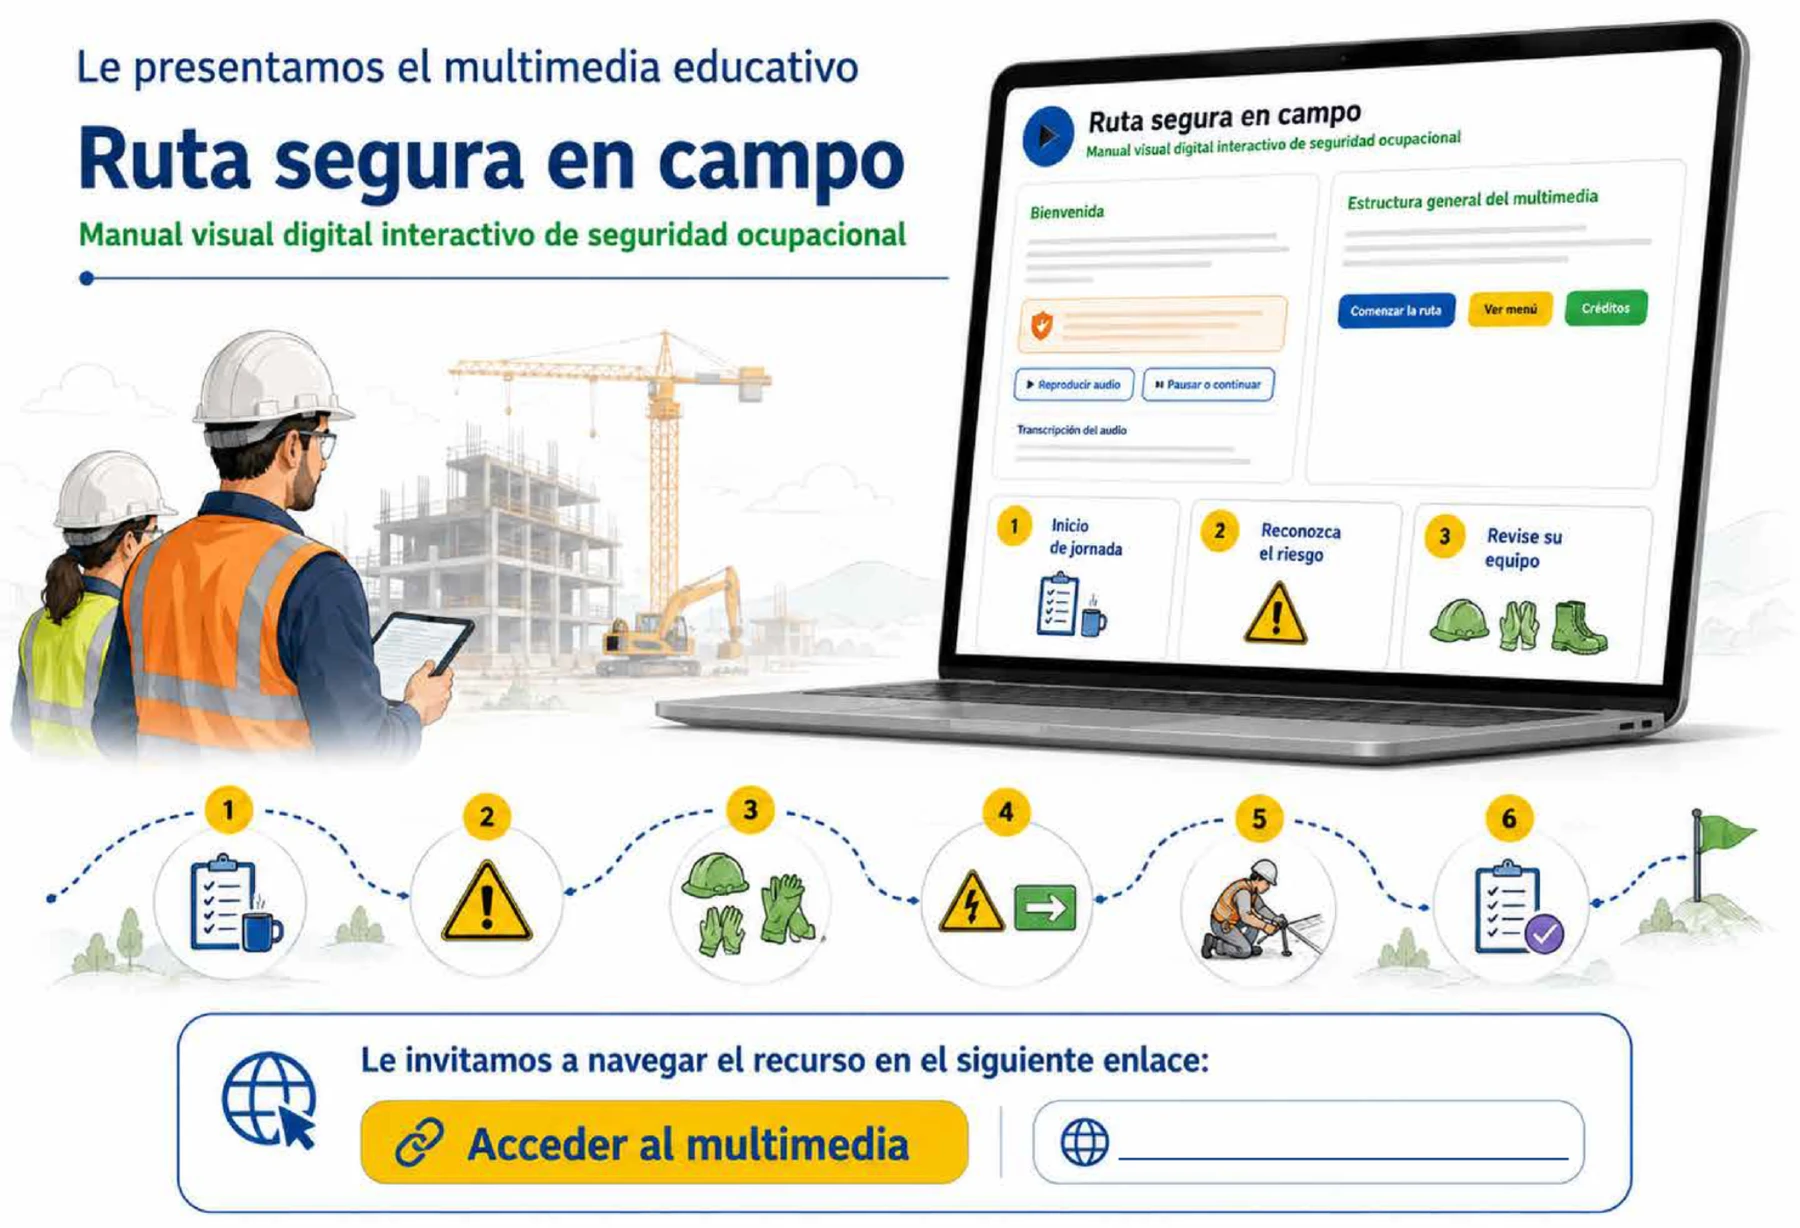 Le presentamos el multimedia educativo
Ruta segura en campo
Manual visual digital interactivo de seguridad ocupacional
Ruta segura en campo
Manual visual digital interactivo de seguridad ocupacional
Bienvenida
Reproducir audio
Pausar o continuar
Transcripción del audio
Estructura general del multimedia
Comenzar la ruta
Ver menú
Créditos
1
Inicio
de jornada
2
Reconozca
el riesgo
3
Revise su
equipo
1
2
3
4
5
6
Le invitamos a navegar el recurso en el siguiente enlace:
Acceder al multimedia